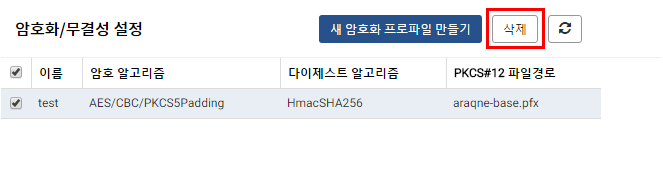 암호화/무결성 설정
새 암호화 프로파일 만들기 삭제
이름 암호 알고리즘 다이제스트 알고리즘 PKCS#12 파일경로
test AES/CBC/PKCS5Padding HmacSHA256 araqne-base.pfx